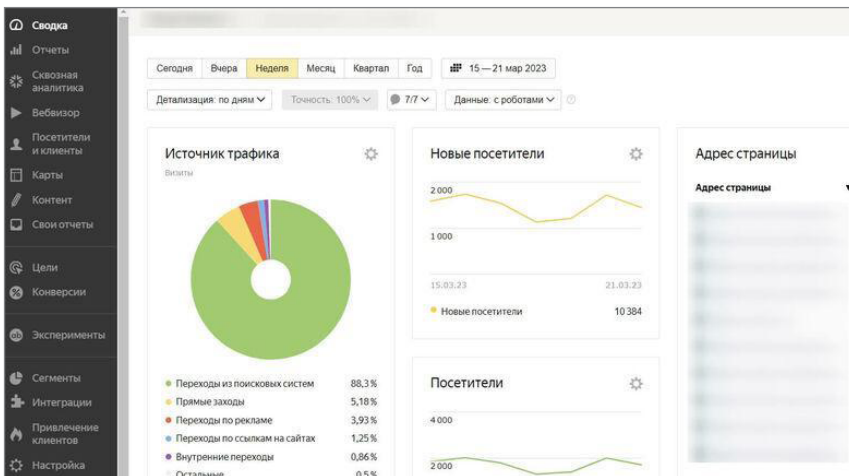 Сводка
Отчеты
Сквозная
аналитика
Вебвизор
Посетители
и клиенты
Карты
Контент
Свои отчеты
Цели
Конверсии
Эксперименты
Сегменты
Интеграции
Привлечение
клиентов
Настройка
Сегодня Вчера Неделя Месяц Квартал Год 15 — 21 мар 2023
Детализация: по дням Точность: 100% 7/7 Данные: с роботами
Источник трафика
Визиты
Переходы из поисковых систем 88,3 %
Прямые заходы 5,18 %
Переходы по рекламе 3,93 %
Переходы по ссылкам на сайтах 1,25 %
Внутренние переходы 0,86 %
Остальные 0,5 %
Новые посетители
2 000
1 000
15.03.23 21.03.23
Новые посетители 10 384
Посетители
4 000
2 000
Адрес страницы
Адрес страницы